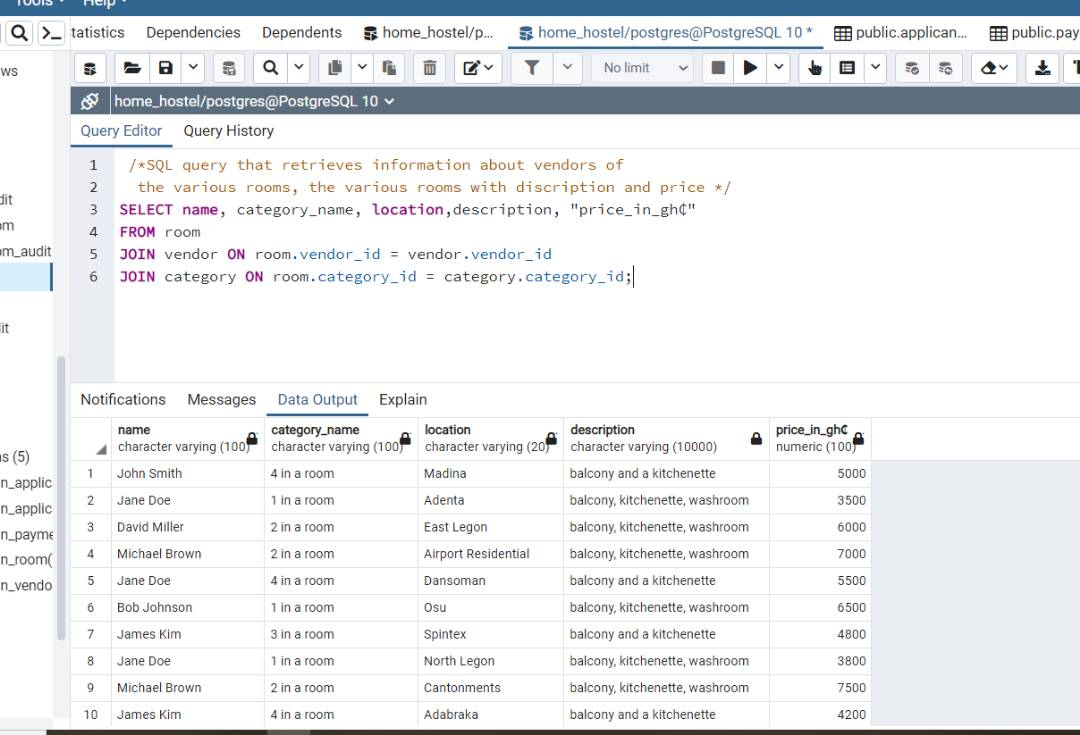 Tools Help
tatistics Dependencies Dependents home_hostel/p... home_hostel/postgres@PostgreSQL 10 * public.applican... public.pay
ws
No limit
home_hostel/postgres@PostgreSQL 10
Query Editor Query History
1 /*SQL query that retrieves information about vendors of
2 the various rooms, the various rooms with discription and price */
3 SELECT name, category_name, location,description, "price_in_gh₵"
4 FROM room
5 JOIN vendor ON room.vendor_id = vendor.vendor_id
6 JOIN category ON room.category_id = category.category_id;
dit
om
om_audit
lit
Notifications Messages Data Output Explain
name category_name location description price_in_gh₵
character varying (100) character varying (100) character varying (20) character varying (10000) numeric (100)
1 John Smith 4 in a room Madina balcony and a kitchenette 5000
2 Jane Doe 1 in a room Adenta balcony, kitchenette, washroom 3500
3 David Miller 2 in a room East Legon balcony, kitchenette, washroom 6000
4 Michael Brown 2 in a room Airport Residential balcony, kitchenette, washroom 7000
5 Jane Doe 4 in a room Dansoman balcony and a kitchenette 5500
6 Bob Johnson 1 in a room Osu balcony, kitchenette, washroom 6500
7 James Kim 3 in a room Spintex balcony and a kitchenette 4800
8 Jane Doe 1 in a room North Legon balcony, kitchenette, washroom 3800
9 Michael Brown 2 in a room Cantonments balcony, kitchenette, washroom 7500
10 James Kim 4 in a room Adabraka balcony and a kitchenette 4200
s (5)
n_applic
n_applic
n_payme
n_room(
n_vendo